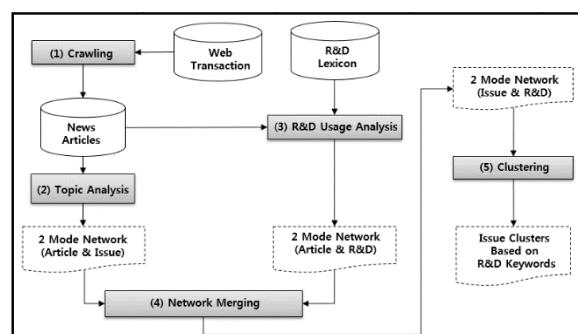 (1) Crawling
Web
Transaction
R&D
Lexicon
2 Mode Network
(Issue & R&D)
News
Articles
(3) R&D Usage Analysis
(5) Clustering
(2) Topic Analysis
2 Mode Network
(Article & Issue)
2 Mode Network
(Article & R&D)
Issue Clusters
Based on
R&D Keywords
(4) Network Merging